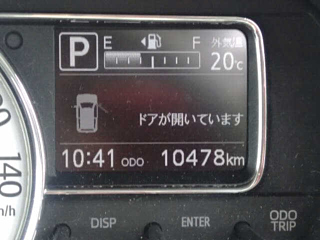 P E F 外気温
20℃
ドアが開いています
10:41 ODO 10478km
140
DISP ENTER ODO
TRIP